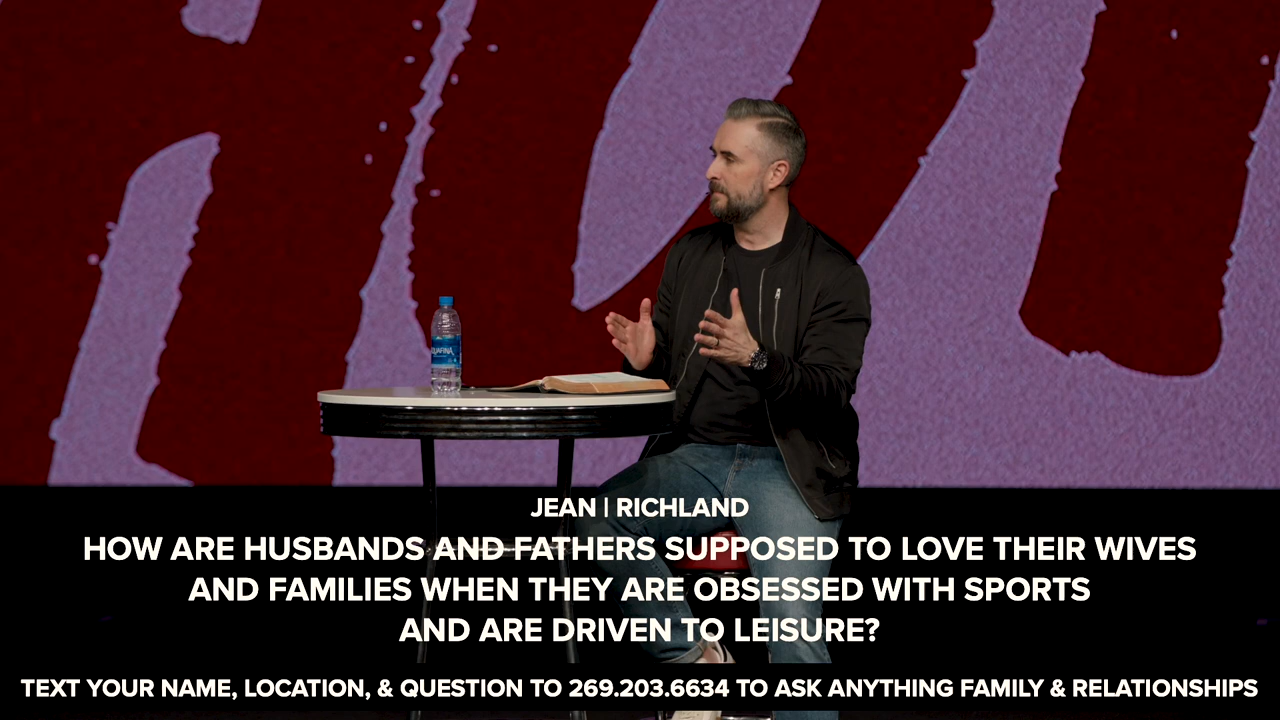 AQUAFINA
JEAN | RICHLAND
HOW ARE HUSBANDS AND FATHERS SUPPOSED TO LOVE THEIR WIVES
AND FAMILIES WHEN THEY ARE OBSESSED WITH SPORTS
AND ARE DRIVEN TO LEISURE?
TEXT YOUR NAME, LOCATION, & QUESTION TO 269.203.6634 TO ASK ANYTHING FAMILY & RELATIONSHIPS